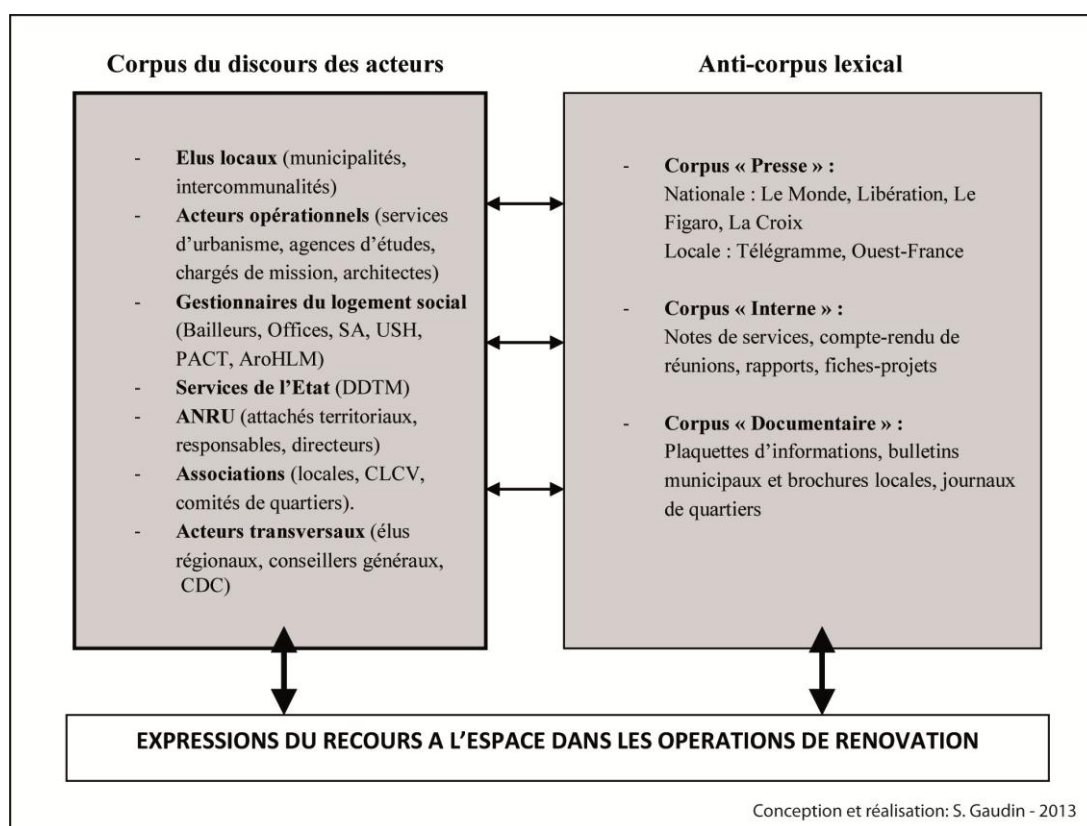 Corpus du discours des acteurs
- Elus locaux (municipalités,
intercommunalités)
- Acteurs opérationnels (services
d'urbanisme, agences d'études,
chargés de mission, architectes)
- Gestionnaires du logement social
(Bailleurs, Offices, SA, USH,
PACT, AroHLM)
- Services de l'Etat (DDTM)
- ANRU (attachés territoriaux,
responsables, directeurs)
- Associations (locales, CLCV,
comités de quartiers).
- Acteurs transversaux (élus
régionaux, conseillers généraux,
CDC)
Anti-corpus lexical
- Corpus « Presse » :
Nationale : Le Monde, Libération, Le
Figaro, La Croix
Locale : Télégramme, Ouest-France
- Corpus « Interne » :
Notes de services, compte-rendu de
réunions, rapports, fiches-projets
- Corpus « Documentaire » :
Plaquettes d'informations, bulletins
municipaux et brochures locales, journaux
de quartiers
EXPRESSIONS DU RECOURS A L'ESPACE DANS LES OPERATIONS DE RENOVATION
Conception et réalisation: S. Gaudin - 2013